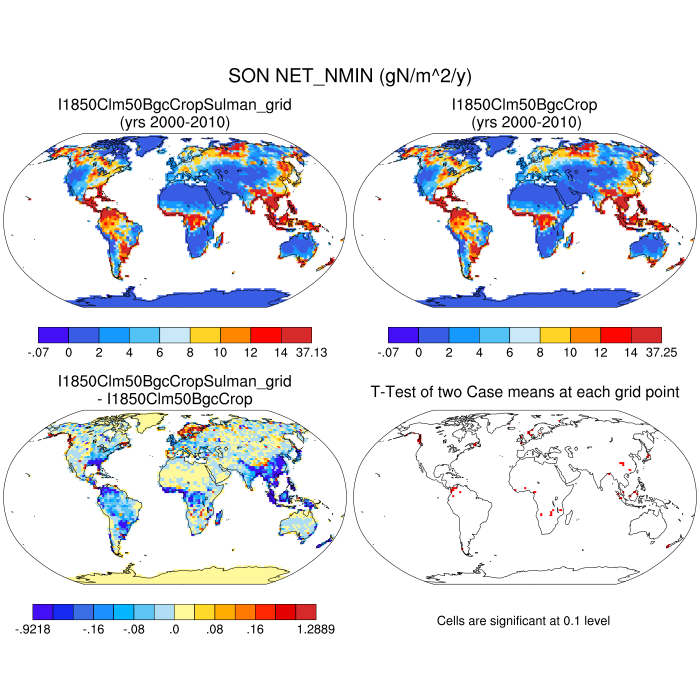 SON NET_NMIN (gN/m^2/y)
I1850Clm50BgcCropSulman_grid
(yrs 2000-2010)
I1850Clm50BgcCrop
(yrs 2000-2010)
-.07 0 2 4 6 8 10 12 14 37.13
-.07 0 2 4 6 8 10 12 14 37.25
I1850Clm50BgcCropSulman_grid
- I1850Clm50BgcCrop
T-Test of two Case means at each grid point
-.9218 -.16 -.08 .0 .08 .16 1.2889
Cells are significant at 0.1 level